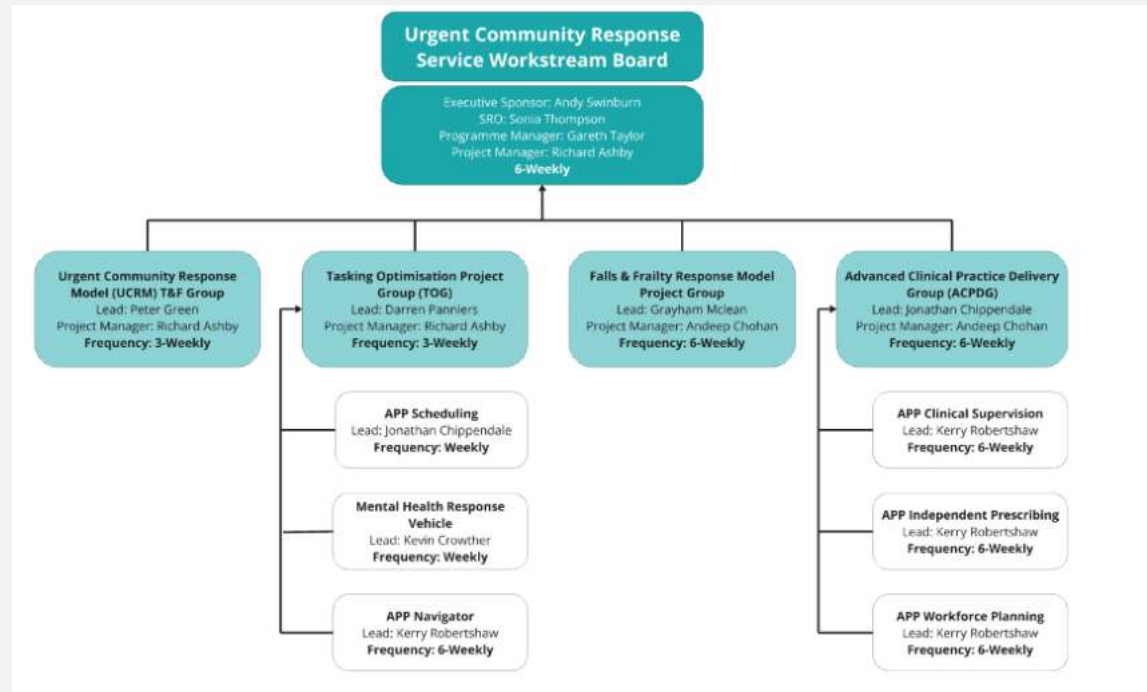 Urgent Community Response
Service Workstream Board
Executive Sponsor: Andy Swinburn
SRO: Sonia Thompson
Programme Manager: Gareth Taylor
Project Manager: Richard Ashby
6-Weekly
Urgent Community Response
Model (UCRM) T&F Group
Lead: Peter Green
Project Manager: Richard Ashby
Frequency: 3-Weekly
Tasking Optimisation Project
Group (TOG)
Lead: Darren Panniers
Project Manager: Richard Ashby
Frequency: 3-Weekly
Falls & Frailty Response Model
Project Group
Lead: Grayham Mclean
Project Manager: Andeep Chohan
Frequency: 6-Weekly
Advanced Clinical Practice Delivery
Group (ACPDG)
Lead: Jonathan Chippendale
Project Manager: Andeep Chohan
Frequency: 6-Weekly
APP Scheduling
Lead: Jonathan Chippendale
Frequency: Weekly
Mental Health Response
Vehicle
Lead: Kevin Crowther
Frequency: Weekly
APP Navigator
Lead: Kerry Robertshaw
Frequency: 6-Weekly
APP Clinical Supervision
Lead: Kerry Robertshaw
Frequency: 6-Weekly
APP Independent Prescribing
Lead: Kerry Robertshaw
Frequency: 6-Weekly
APP Workforce Planning
Lead: Kerry Robertshaw
Frequency: 6-Weekly